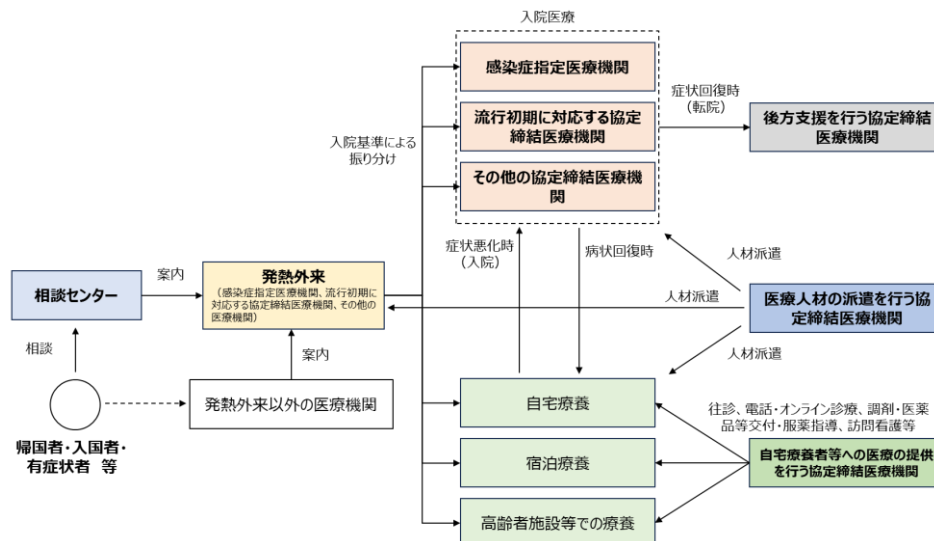 入院医療
感染症指定医療機関
症状回復時
(転院)
流行初期に対応する協定
締結医療機関
後方支援を行う協定締結
医療機関
入院基準による
振り分け
その他の協定締結医療機
関
症状悪化時
(入院)
病状回復時
人材派遣
案内
相談センター
発熱外来
(感染症指定医療機関、流行初期に
対応する協定締結医療機関、その他の
医療機関)
人材派遣
医療人材の派遣を行う協
定締結医療機関
相談
案内
人材派遣
発熱外来以外の医療機関
自宅療養
往診、電話・オンライン診療、調剤・医薬
品等交付・服薬指導、訪問看護等
帰国者・入国者・
有症状者 等
宿泊療養
自宅療養者等への医療の提供
を行う協定締結医療機関
高齢者施設等での療養